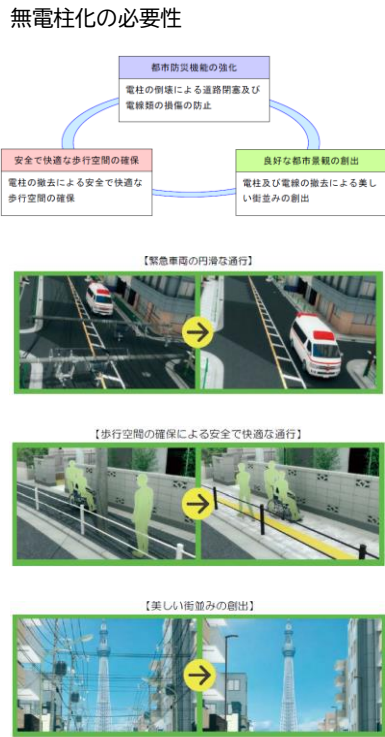 無電柱化の必要性
都市防災機能の強化
電柱の倒壊による道路閉塞及び
電線類の損傷の防止
安全で快適な歩行空間の確保
電柱の撤去による安全で快適な
歩行空間の確保
良好な都市景観の創出
電柱及び電線の撤去による美し
い街並みの創出
【緊急車両の円滑な通行】
【歩行空間の確保による安全で快適な通行】
【美しい街並みの創出】